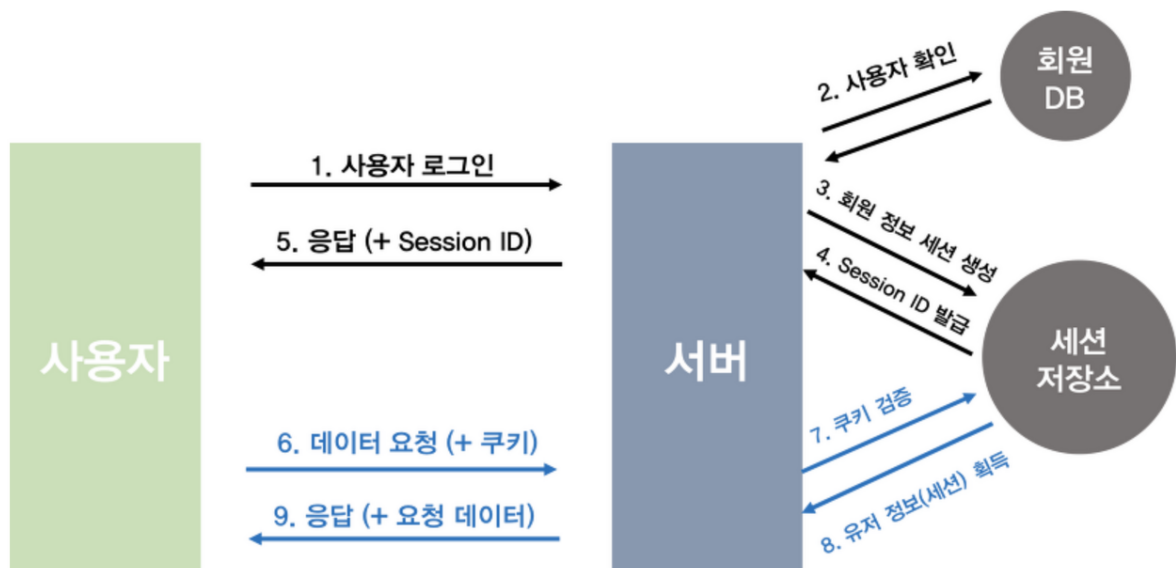 2. 사용자 확인
회원
DB
1. 사용자 로그인
3. 회원 정보 세션 생성
5. 응답 (+ Session ID)
4. Session ID 발급
사용자
서버
세션
저장소
6. 데이터 요청 (+ 쿠키)
7. 쿠키 검증
9. 응답 (+ 요청 데이터)
8. 유저 정보(세션) 획득